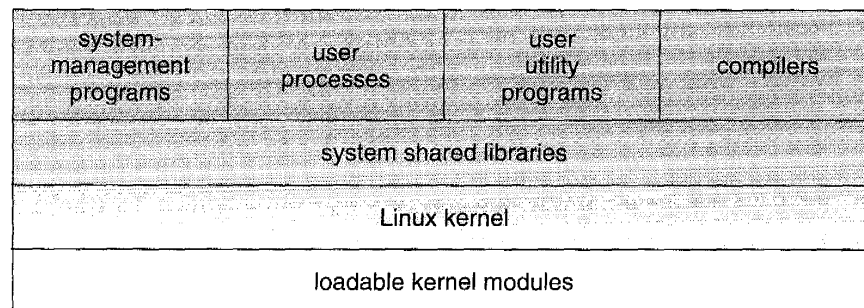 system-
management
programs
user
processes
user
utility
programs
compilers
system shared libraries
Linux kernel
loadable kernel modules